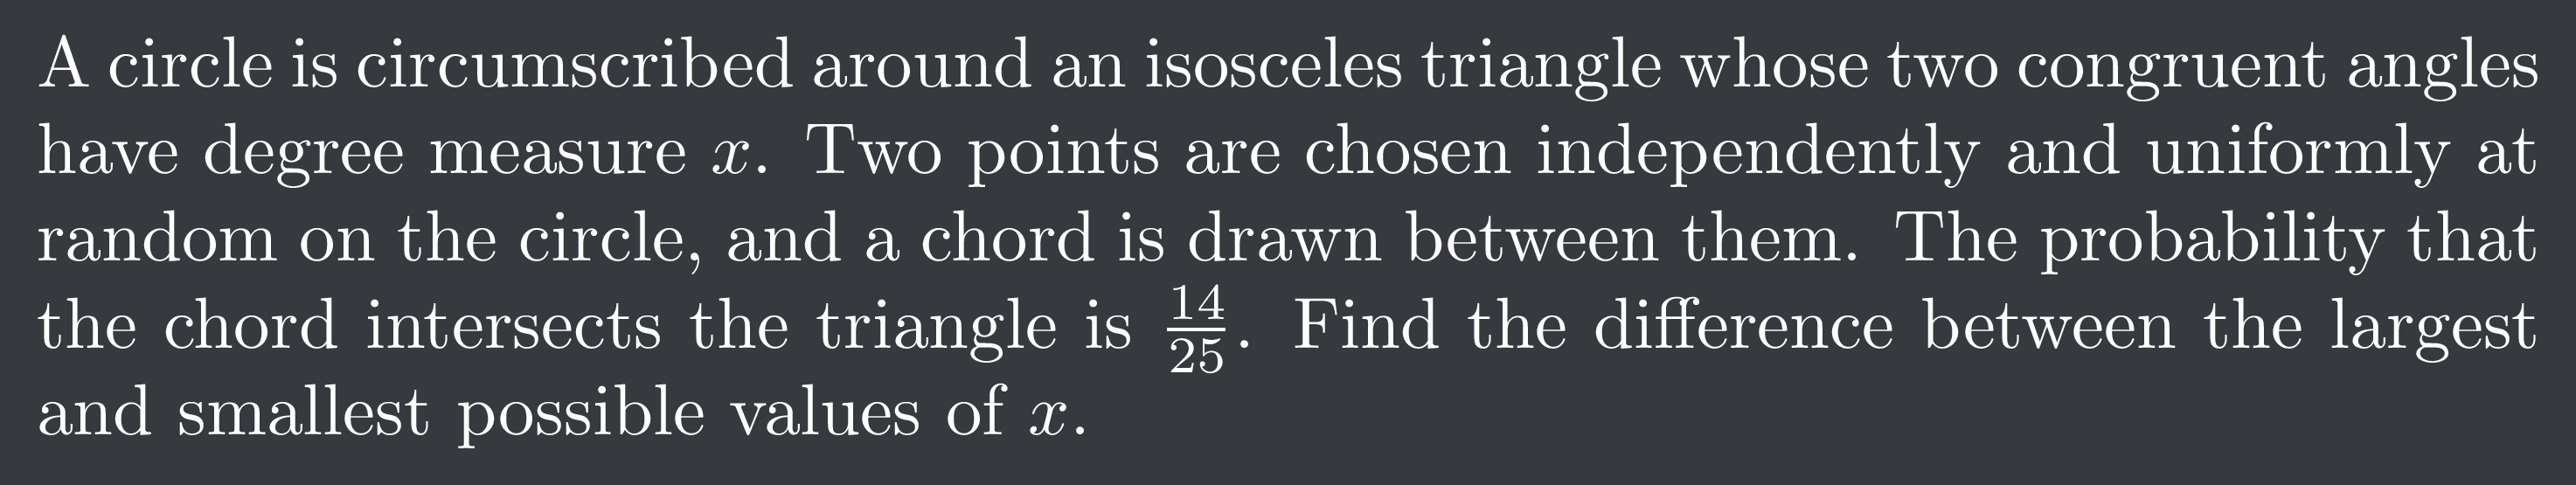 A circle is circumscribed around an isosceles triangle whose two congruent angles
have degree measure $x$. Two points are chosen independently and uniformly at
random on the circle, and a chord is drawn between them. The probability that
the chord intersects the triangle is $\frac{14}{25}$. Find the difference between the largest
and smallest possible values of $x$.